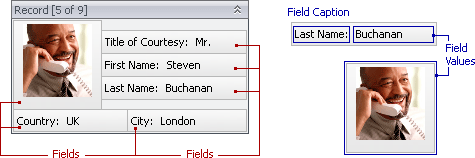 Record [5 of 9]
Title of Courtesy: Mr.
First Name: Steven
Last Name: Buchanan
Country: UK
City: London
Fields
Fields
Field Caption
Last Name: Buchanan
Field
Values